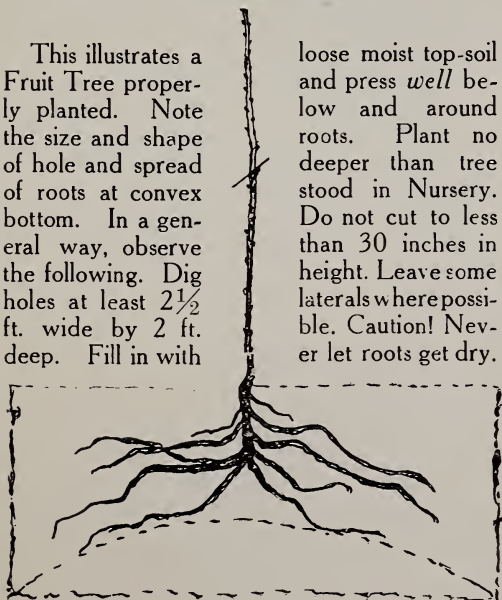 This illustrates a
Fruit Tree proper-
ly planted. Note
the size and shape
of hole and spread
of roots at convex
bottom. In a gen-
eral way, observe
the following. Dig
holes at least 2½
ft. wide by 2 ft.
deep. Fill in with
loose moist top-soil
and press well be-
low and around
roots. Plant no
deeper than tree
stood in Nursery.
Do not cut to less
than 30 inches in
height. Leave some
laterals where possi-
ble. Caution! Nev-
er let roots get dry.